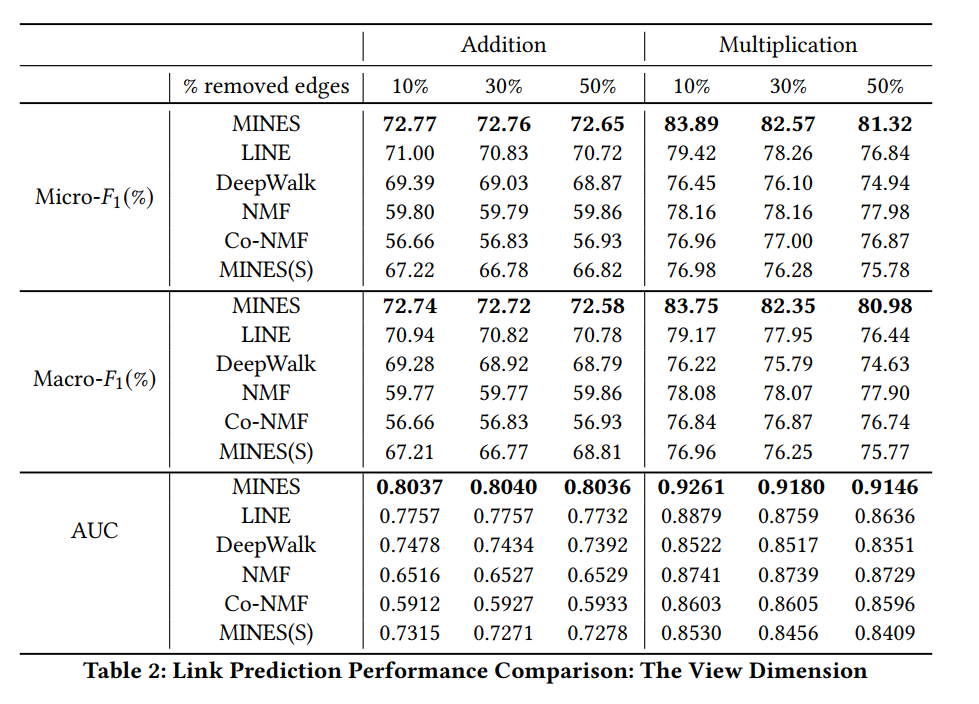 Addition Multiplication
% removed edges 10% 30% 50% 10% 30% 50%
MINES 72.77 72.76 72.65 83.89 82.57 81.32
LINE 71.00 70.83 70.72 79.42 78.26 76.84
DeepWalk 69.39 69.03 68.87 76.45 76.10 74.94
Micro-F1(%)
NMF 59.80 59.79 59.86 78.16 78.16 77.98
Co-NMF 56.66 56.83 56.93 76.96 77.00 76.87
MINES(S) 67.22 66.78 66.82 76.98 76.28 75.78
MINES 72.74 72.72 72.58 83.75 82.35 80.98
LINE 70.94 70.82 70.78 79.17 77.95 76.44
DeepWalk 69.28 68.92 68.79 76.22 75.79 74.63
Macro-F1(%)
NMF 59.77 59.77 59.86 78.08 78.07 77.90
Co-NMF 56.66 56.83 56.93 76.84 76.87 76.74
MINES(S) 67.21 66.77 68.81 76.96 76.25 75.77
MINES 0.8037 0.8040 0.8036 0.9261 0.9180 0.9146
LINE 0.7757 0.7757 0.7732 0.8879 0.8759 0.8636
AUC
DeepWalk 0.7478 0.7434 0.7392 0.8522 0.8517 0.8351
NMF 0.6516 0.6527 0.6529 0.8741 0.8739 0.8729
Co-NMF 0.5912 0.5927 0.5933 0.8603 0.8605 0.8596
MINES(S) 0.7315 0.7271 0.7278 0.8530 0.8456 0.8409
Table 2: Link Prediction Performance Comparison: The View Dimension